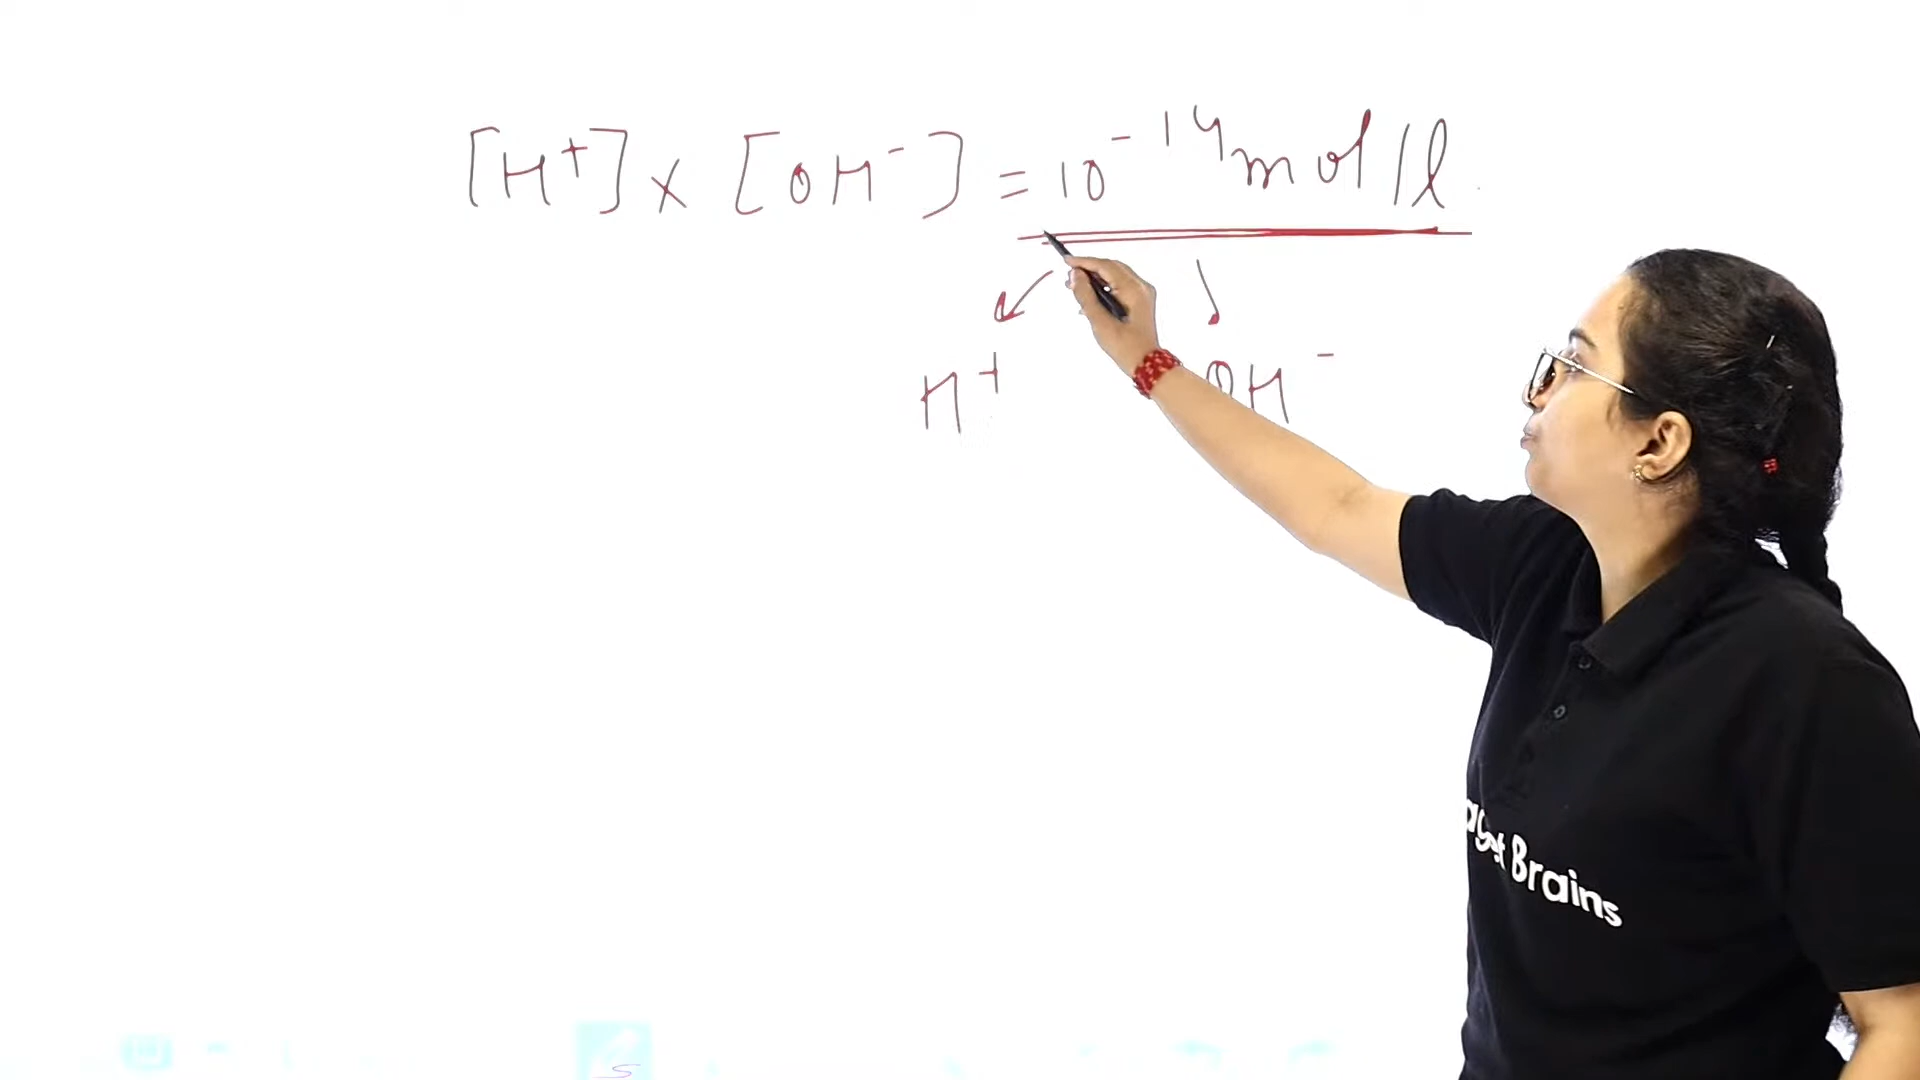 [H⁺] × [OH⁻] = 10⁻¹⁴ mol/l
H⁺ OH⁻
Brains